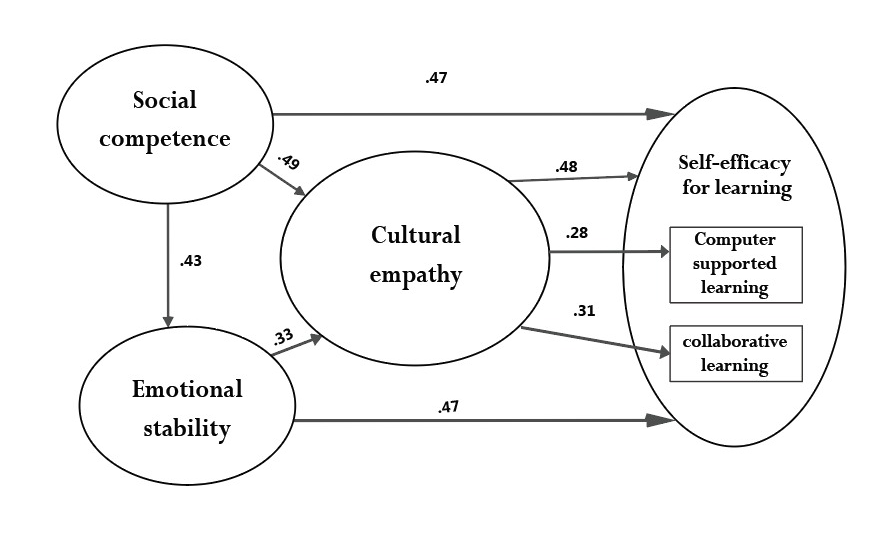 Social
competence
.47
.49
.43
Cultural
empathy
.48
.28
.31
Self-efficacy
for learning
Computer
supported
learning
collaborative
learning
.33
Emotional
stability
.47